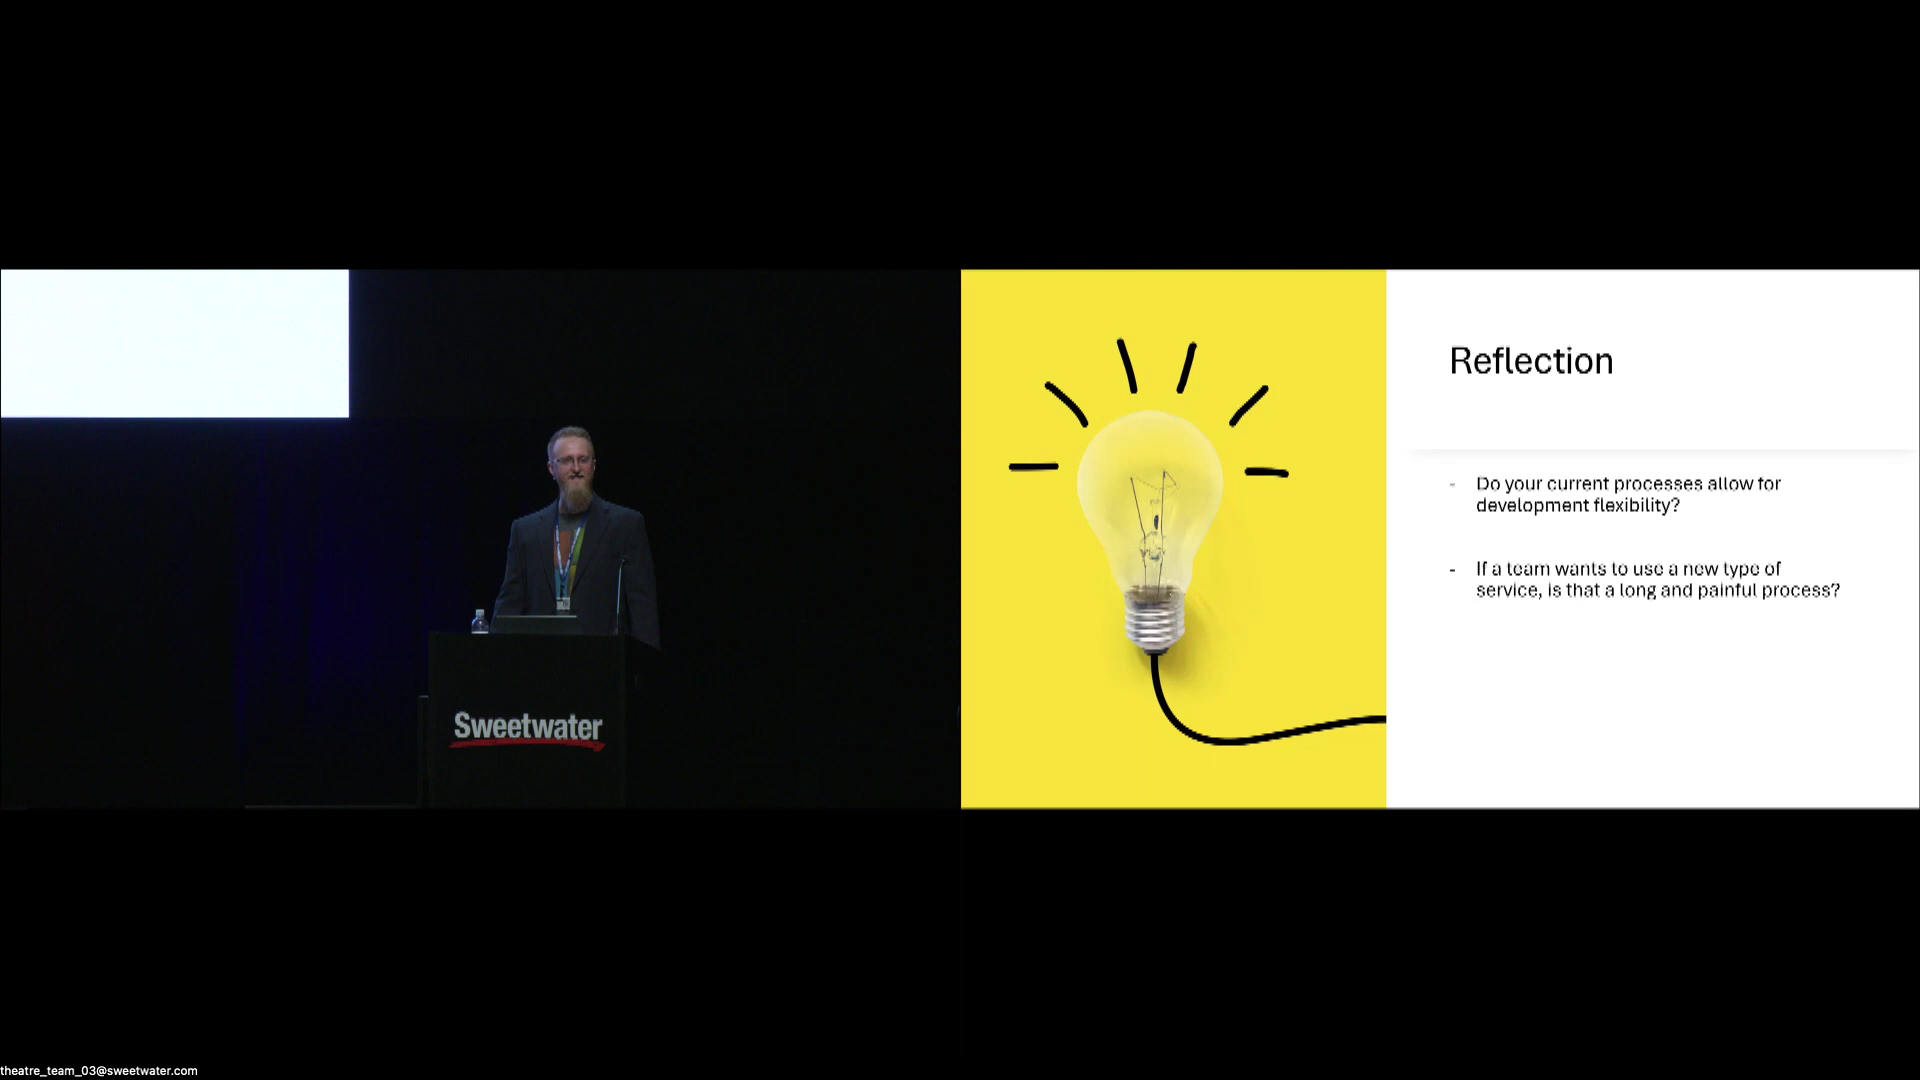 Sweetwater
Reflection
- Do your current processes allow for
development flexibility?
- If a team wants to use a new type of
service, is that a long and painful process?
theatre_team_03@sweetwater.com